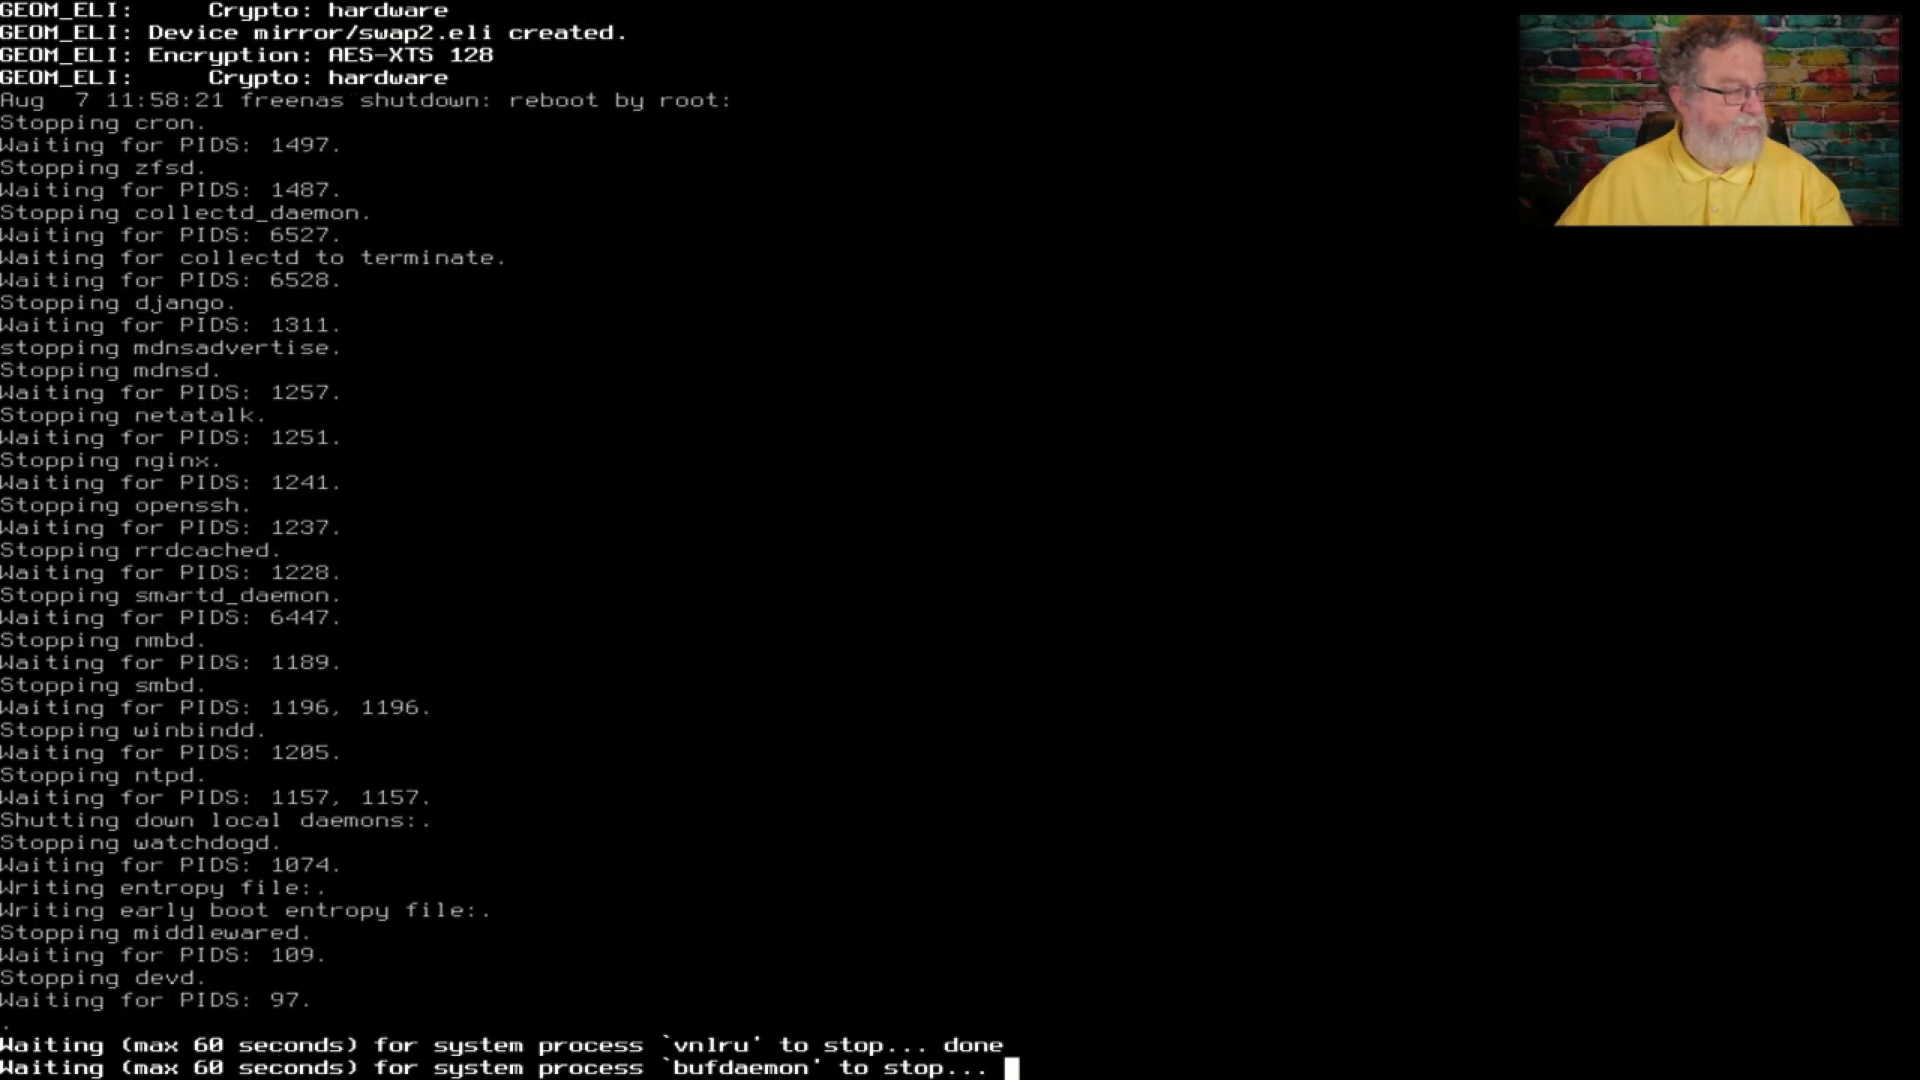 GEOM_ELI:     Crypto: hardware
GEOM_ELI: Device mirror/swap2.eli created.
GEOM_ELI: Encryption: AES-XTS 128
GEOM_ELI:     Crypto: hardware
Aug  7 11:58:21 freenas shutdown: reboot by root:
Stopping cron.
Waiting for PIDS: 1497.
Stopping zfsd.
Waiting for PIDS: 1487.
Stopping collectd_daemon.
Waiting for PIDS: 6527.
Waiting for collectd to terminate.
Waiting for PIDS: 6528.
Stopping django.
Waiting for PIDS: 1311.
stopping mdnsadvertise.
Stopping mdnsd.
Waiting for PIDS: 1257.
Stopping netatalk.
Waiting for PIDS: 1251.
Stopping nginx.
Waiting for PIDS: 1241.
Stopping openssh.
Waiting for PIDS: 1237.
Stopping rrdcached.
Waiting for PIDS: 1228.
Stopping smartd_daemon.
Waiting for PIDS: 6447.
Stopping nmbd.
Waiting for PIDS: 1189.
Stopping smbd.
Waiting for PIDS: 1196, 1196.
Stopping winbindd.
Waiting for PIDS: 1205.
Stopping ntpd.
Waiting for PIDS: 1157, 1157.
Shutting down local daemons:.
Stopping watchdogd.
Waiting for PIDS: 1074.
Writing entropy file:.
Writing early boot entropy file:.
Stopping middlewared.
Waiting for PIDS: 109.
Stopping devd.
Waiting for PIDS: 97.
.
Waiting (max 60 seconds) for system process `vnlru' to stop... done
Waiting (max 60 seconds) for system process `bufdaemon' to stop...